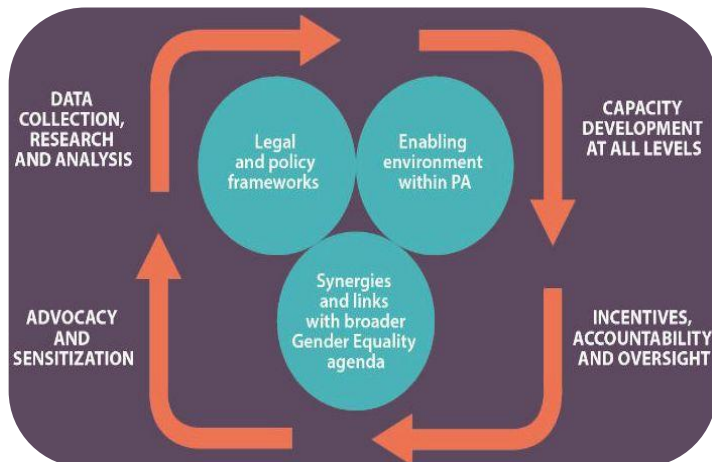 DATA
COLLECTION,
RESEARCH
AND ANALYSIS
Legal
and policy
frameworks
Enabling
environment
within PA
CAPACITY
DEVELOPMENT
AT ALL LEVELS
Synergies
and links
with broader
Gender Equality
agenda
ADVOCACY
AND
SENSITIZATION
INCENTIVES,
ACCOUNTABILITY
AND OVERSIGHT